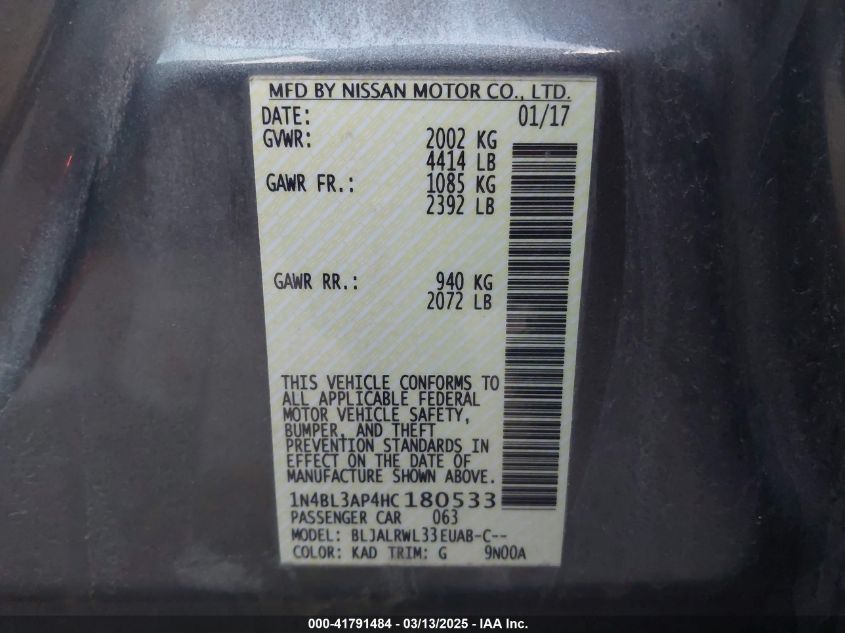 MFD BY NISSAN MOTOR CO., LTD.
DATE: 01/17
GVWR: 2002 KG
4414 LB
GAWR FR.: 1085 KG
2392 LB
GAWR RR.: 940 KG
2072 LB
THIS VEHICLE CONFORMS TO
ALL APPLICABLE FEDERAL
MOTOR VEHICLE SAFETY,
BUMPER, AND THEFT
PREVENTION STANDARDS IN
EFFECT ON THE DATE OF
MANUFACTURE SHOWN ABOVE.
1N4BL3AP4HC180533
PASSENGER CAR 063
MODEL: BLJALRWL33EUAB-C--
COLOR: KAD TRIM: G 9N00A
000-41791484 — 03/13/2025 — IAA Inc.